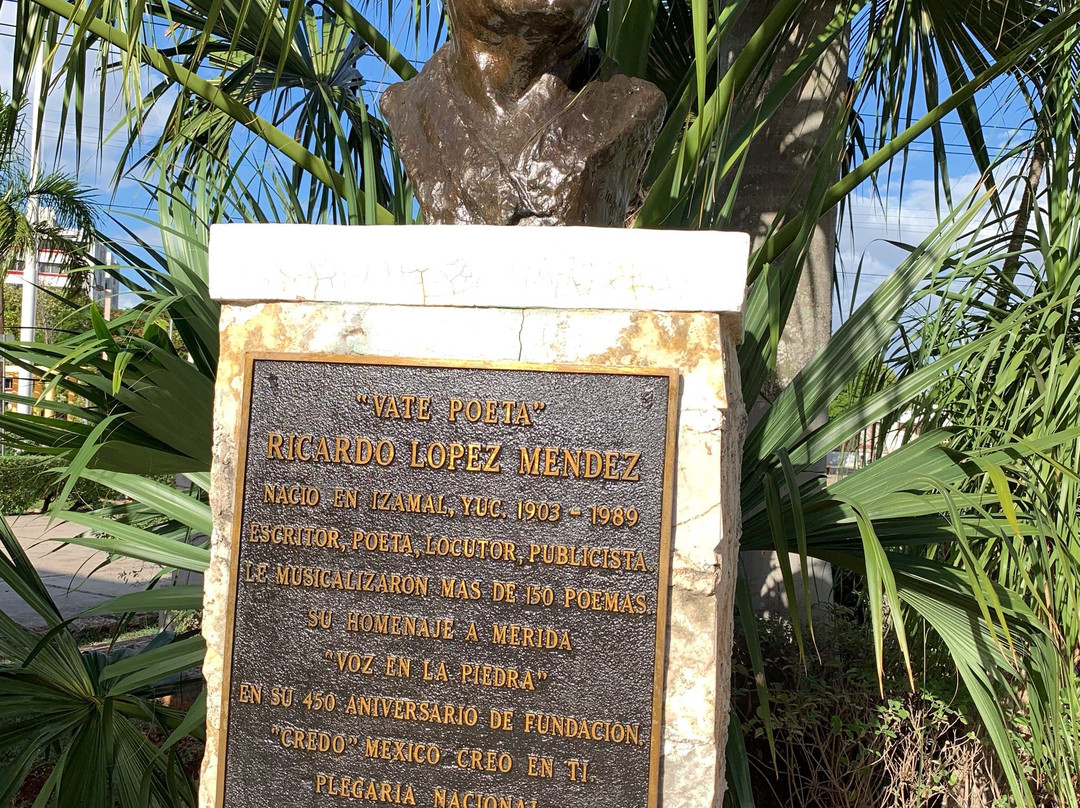 "VATE POETA"
RICARDO LOPEZ MENDEZ
NACIO EN IZAMAL, YUC. 1903 - 1989
ESCRITOR, POETA, LOCUTOR, PUBLICISTA.
LE MUSICALIZARON MAS DE 150 POEMAS.
SU HOMENAJE A MERIDA
"VOZ EN LA PIEDRA"
EN SU 450 ANIVERSARIO DE FUNDACION,
"CREDO" MEXICO CREO EN TI.
PLEGARIA NACIONAL